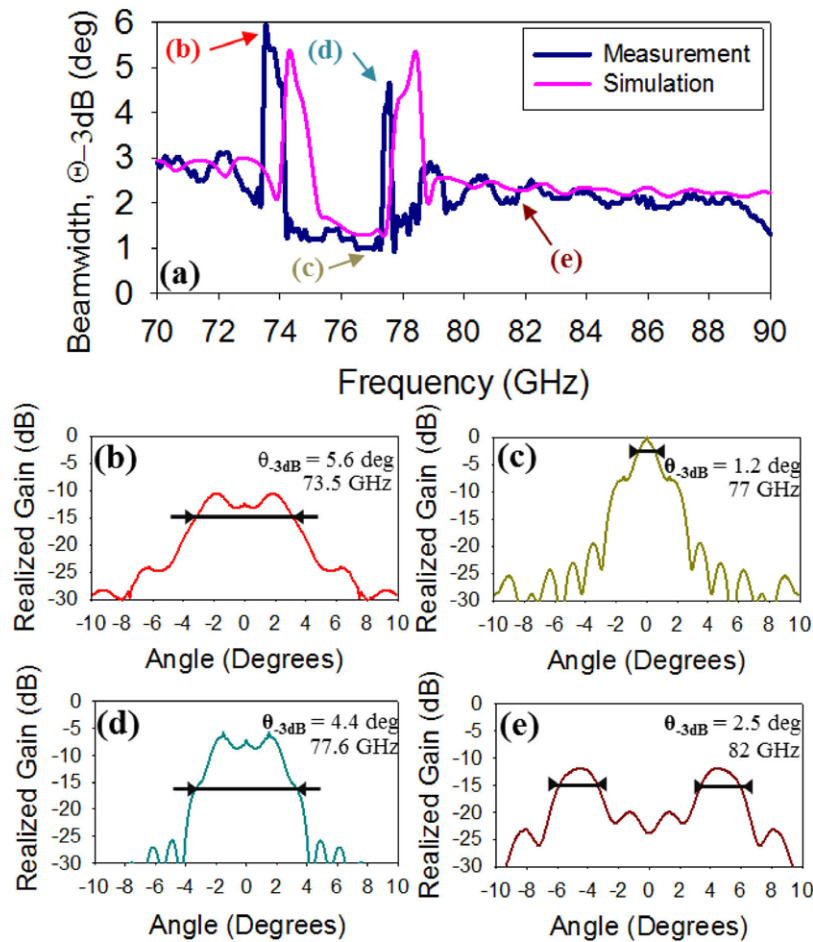 Beamwidth, Θ−3dB (deg)
6
5
4
3
2
1
0
(b)
(d)
Measurement
Simulation
(a)
(c)
(e)
70 72 74 76 78 80 82 84 86 88 90
Frequency (GHz)
Realized Gain (dB)
0
-5
-10
-15
-20
-25
-30
(b)
θ-3dB = 5.6 deg
73.5 GHz
-10 -8 -6 -4 -2 0 2 4 6 8 10
Angle (Degrees)
Realized Gain (dB)
0
-5
-10
-15
-20
-25
-30
(c)
θ-3dB = 1.2 deg
77 GHz
-10 -8 -6 -4 -2 0 2 4 6 8 10
Angle (Degrees)
Realized Gain (dB)
0
-5
-10
-15
-20
-25
-30
(d)
θ-3dB = 4.4 deg
77.6 GHz
-10 -8 -6 -4 -2 0 2 4 6 8 10
Angle (Degrees)
Realized Gain (dB)
0
-5
-10
-15
-20
-25
-30
(e)
θ-3dB = 2.5 deg
82 GHz
-10 -8 -6 -4 -2 0 2 4 6 8 10
Angle (Degrees)